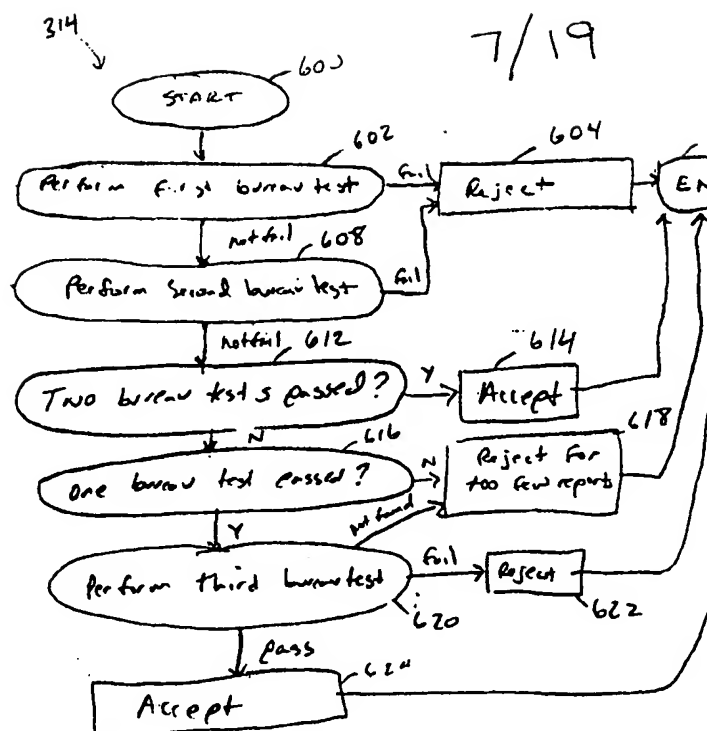 314
7/19
600
START
602
Perform first bureau test
fail
604
Reject
EN
not fail
608
Perform second bureau test
fail
not fail
612
Two bureau tests passed?
Y
614
Accept
N
616
One bureau test passed?
N
618
Reject for
too few reports
Y
not found
Perform third bureau test
620
fail
Reject
622
pass
Accept